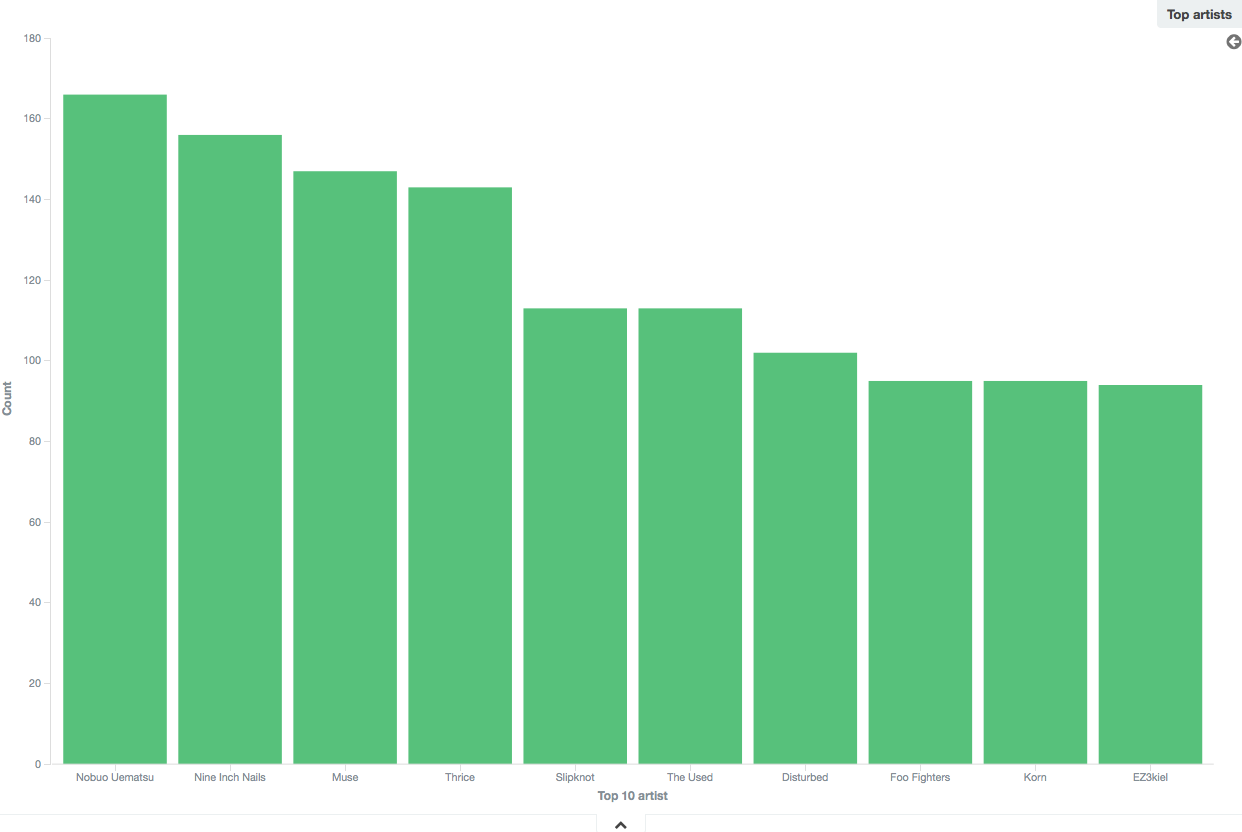 Top artists
180
160
140
120
100
80
60
40
20
0
Count
Nobuo Uematsu Nine Inch Nails Muse Thrice Slipknot The Used Disturbed Foo Fighters Korn EZ3kiel
Top 10 artist